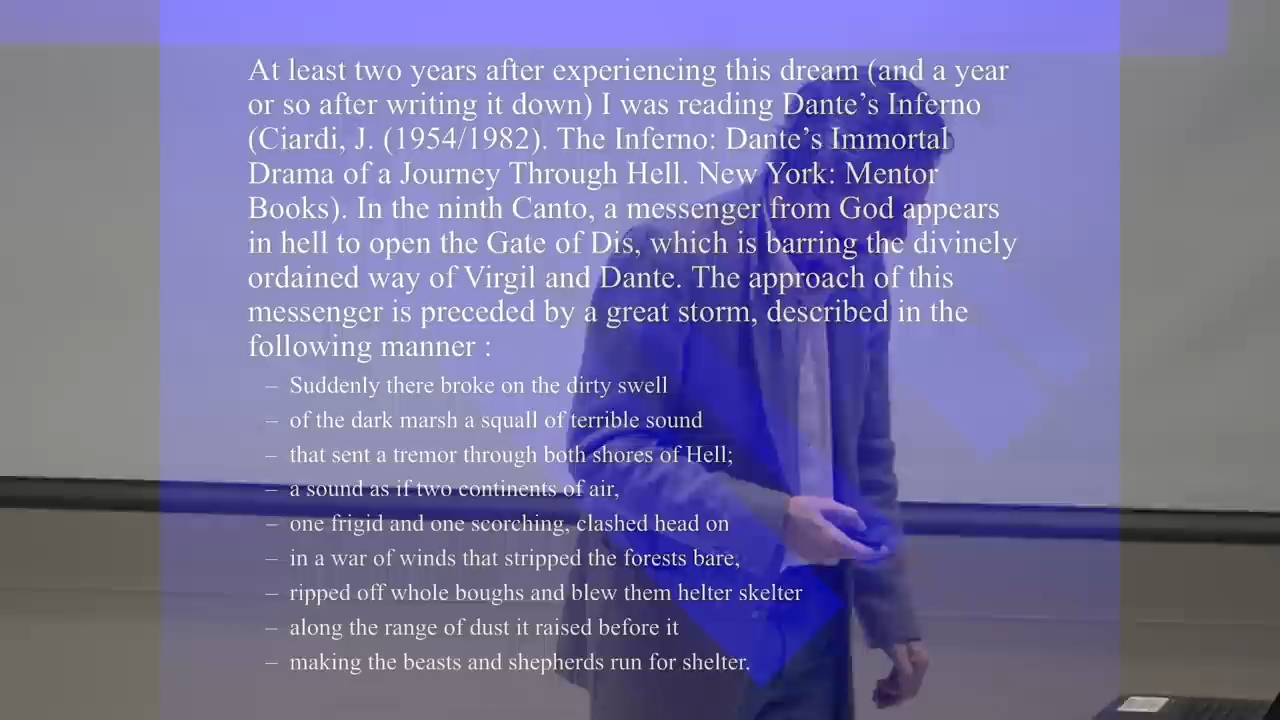 At least two years after experiencing this dream (and a year
or so after writing it down) I was reading Dante’s Inferno
(Ciardi, J. (1954/1982). The Inferno: Dante’s Immortal
Drama of a Journey Through Hell. New York: Mentor
Books). In the ninth Canto, a messenger from God appears
in hell to open the Gate of Dis, which is barring the divinely
ordained way of Virgil and Dante. The approach of this
messenger is preceded by a great storm, described in the
following manner :
– Suddenly there broke on the dirty swell
– of the dark marsh a squall of terrible sound
– that sent a tremor through both shores of Hell;
– a sound as if two continents of air,
– one frigid and one scorching, clashed head on
– in a war of winds that stripped the forests bare,
– ripped off whole boughs and blew them helter skelter
– along the range of dust it raised before it
– making the beasts and shepherds run for shelter.